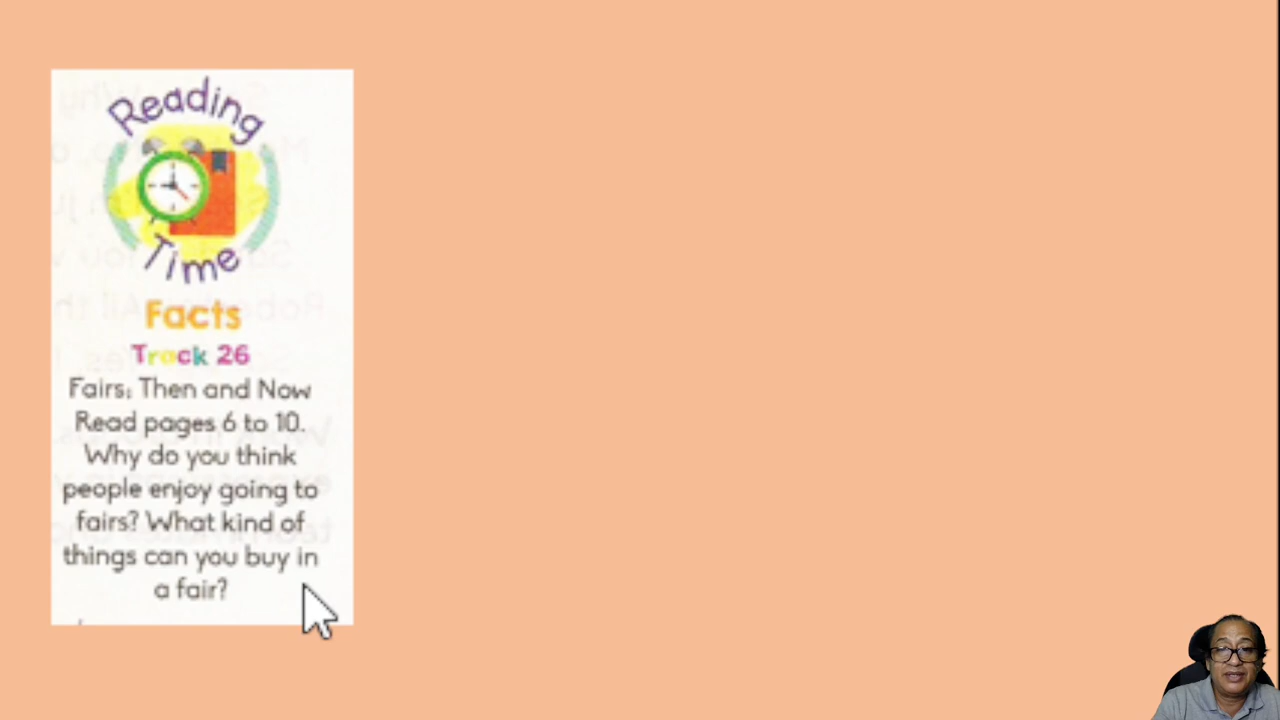 Reading
Time
Facts
Track 26
Fairs: Then and Now
Read pages 6 to 10.
Why do you think
people enjoy going to
fairs? What kind of
things can you buy in
a fair?